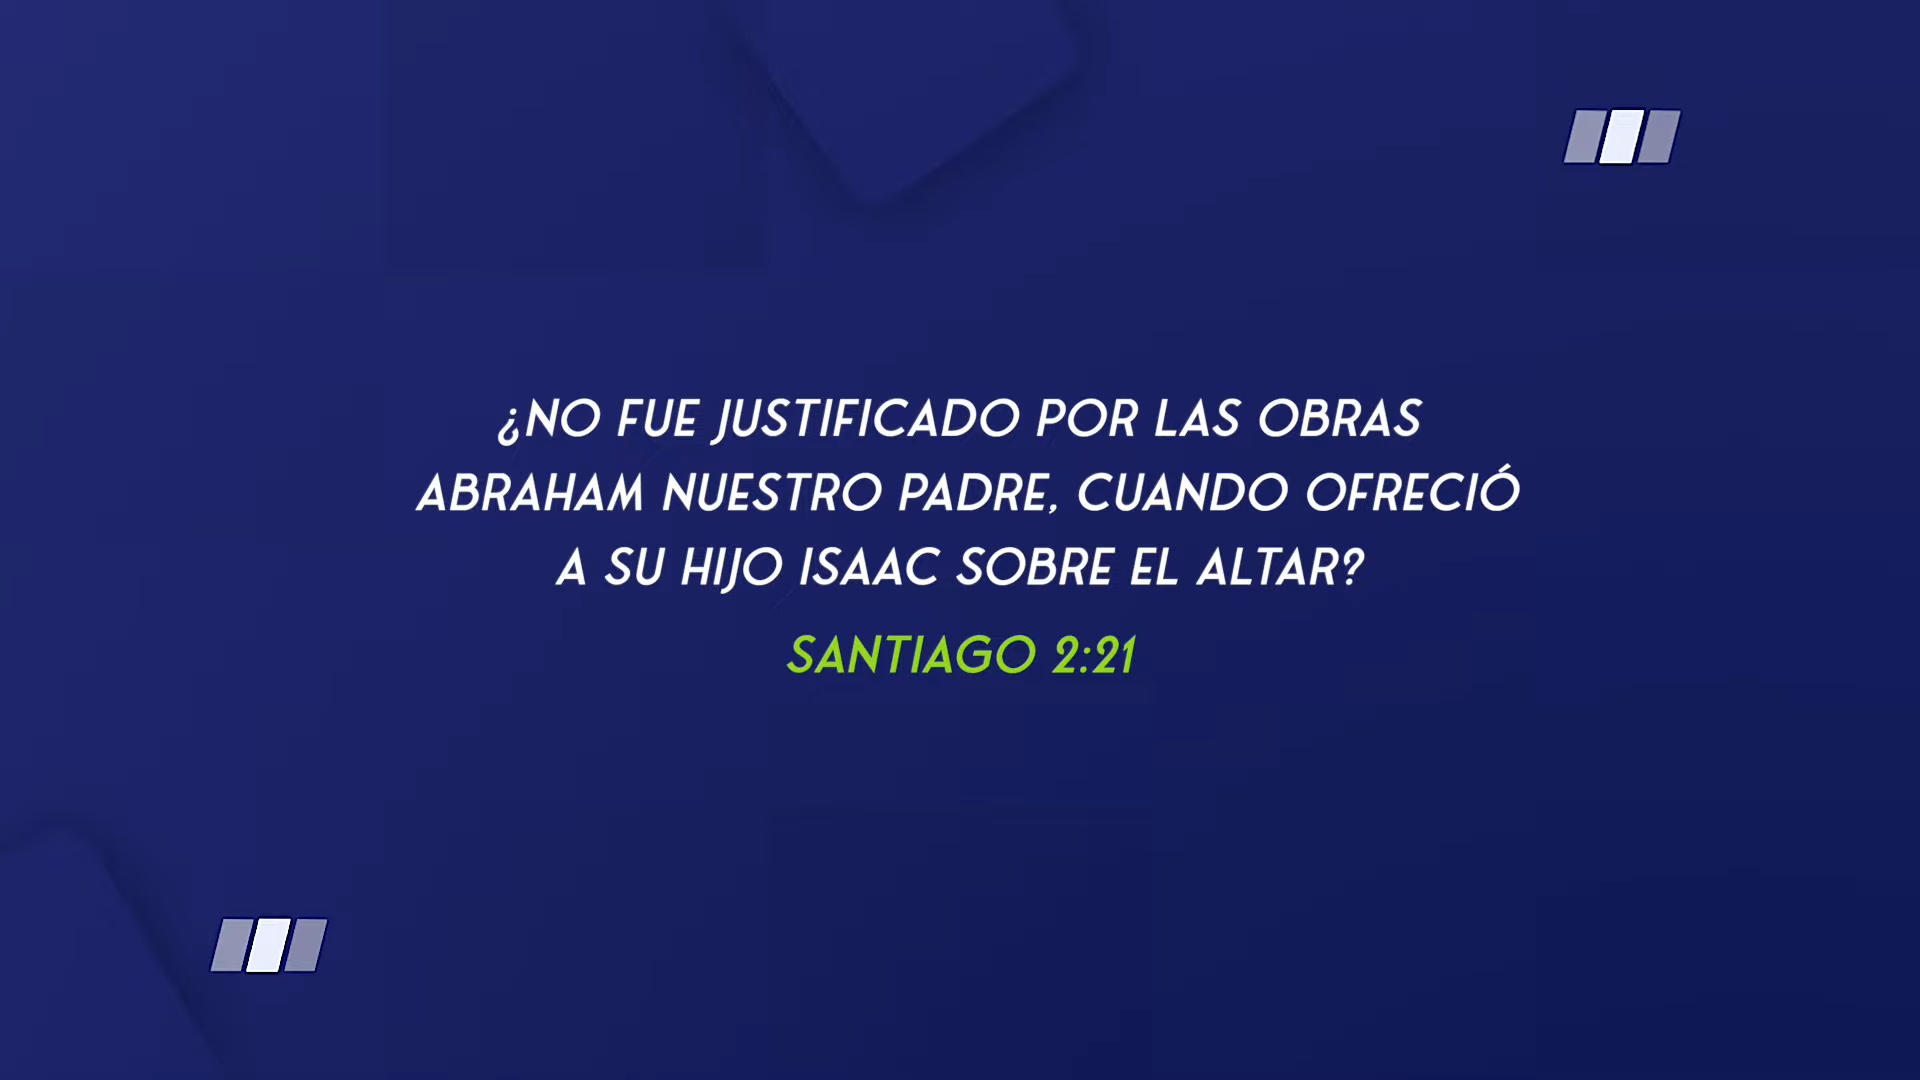 ¿NO FUE JUSTIFICADO POR LAS OBRAS
ABRAHAM NUESTRO PADRE, CUANDO OFRECIÓ
A SU HIJO ISAAC SOBRE EL ALTAR?
SANTIAGO 2:21